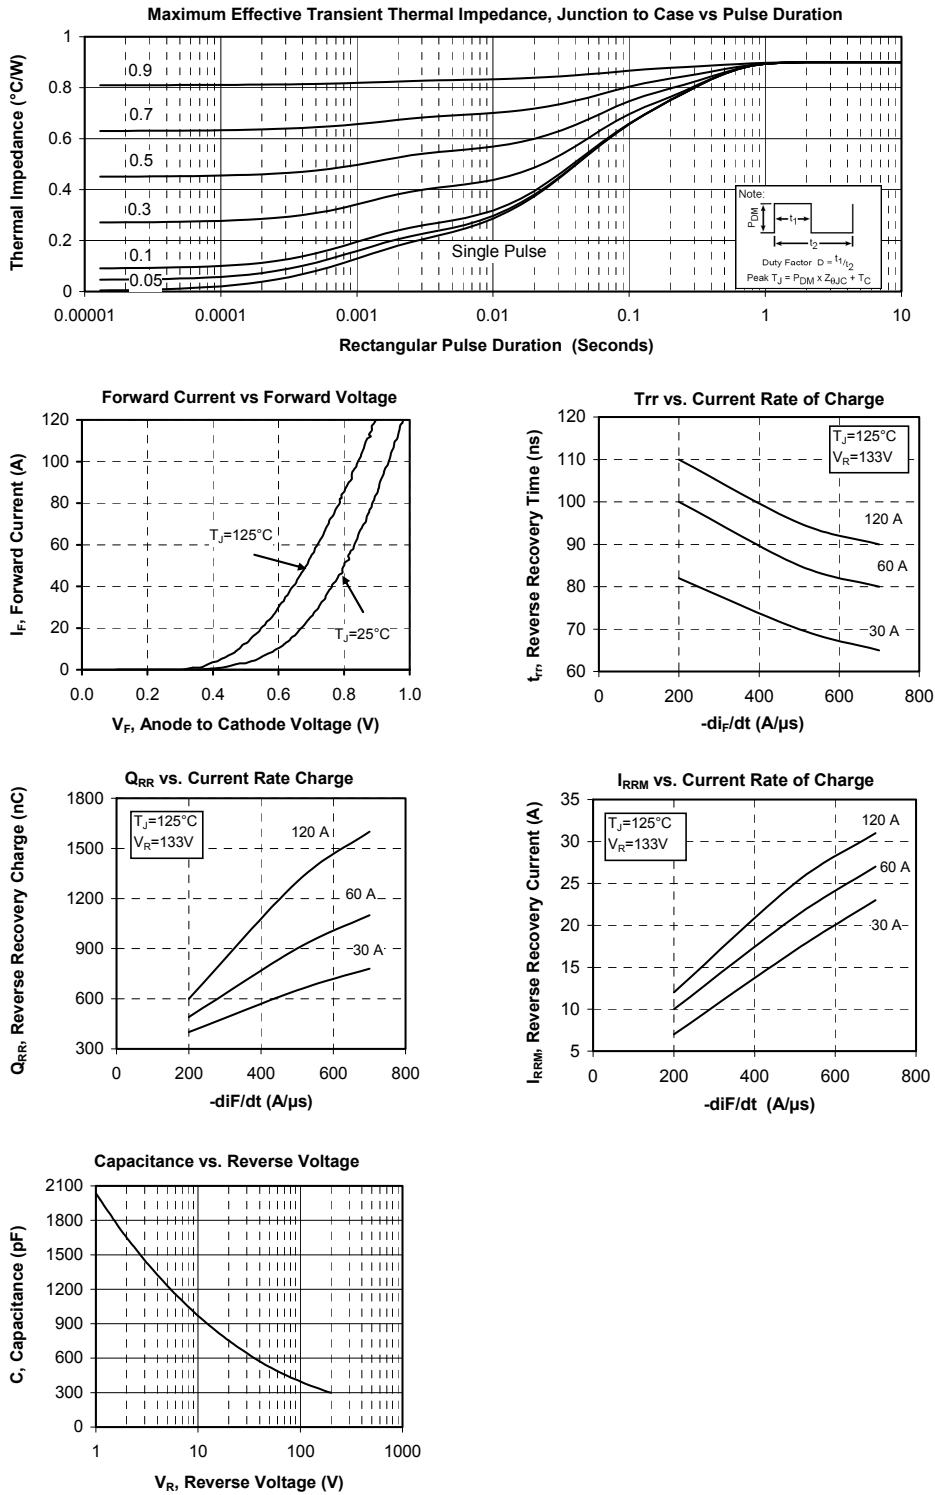 Maximum Effective Transient Thermal Impedance, Junction to Case vs Pulse Duration
Thermal Impedance (°C/W)
1
0.8
0.6
0.4
0.2
0
0.9
0.7
0.5
0.3
0.1
0.05
Single Pulse
Note:
PDM
t1
t2
Duty Factor D = t1/t2
Peak TJ = PDM x ZθJC + TC
0.00001 0.0001 0.001 0.01 0.1 1 10
Rectangular Pulse Duration (Seconds)
Forward Current vs Forward Voltage
IF, Forward Current (A)
120
100
80
60
40
20
0
TJ=125°C
TJ=25°C
0.0 0.2 0.4 0.6 0.8 1.0
VF, Anode to Cathode Voltage (V)
Trr vs. Current Rate of Charge
trr, Reverse Recovery Time (ns)
120
110
100
90
80
70
60
TJ=125°C
VR=133V
120 A
60 A
30 A
0 200 400 600 800
-diF/dt (A/µs)
QRR vs. Current Rate Charge
QRR, Reverse Recovery Charge (nC)
1800
1500
1200
900
600
300
TJ=125°C
VR=133V
120 A
60 A
30 A
0 200 400 600 800
-diF/dt (A/µs)
IRRM vs. Current Rate of Charge
IRRM, Reverse Recovery Current (A)
35
30
25
20
15
10
5
TJ=125°C
VR=133V
120 A
60 A
30 A
0 200 400 600 800
-diF/dt (A/µs)
Capacitance vs. Reverse Voltage
C, Capacitance (pF)
2100
1800
1500
1200
900
600
300
0
1 10 100 1000
VR, Reverse Voltage (V)